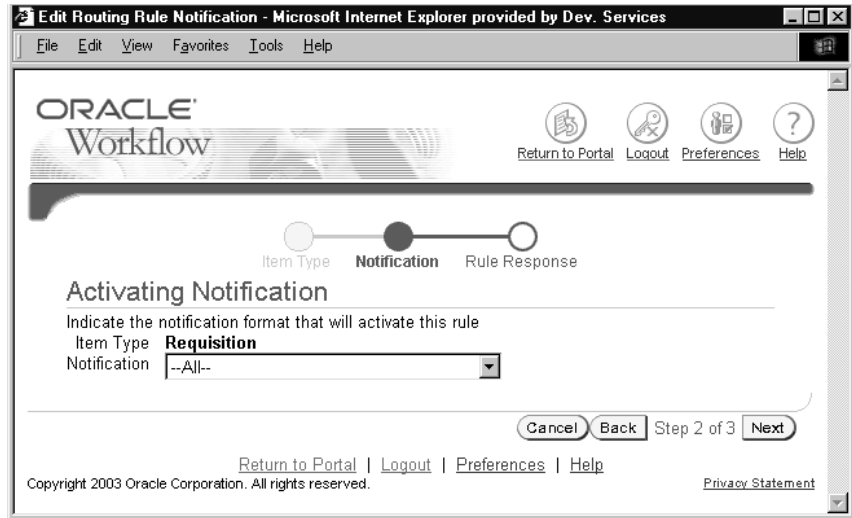 Edit Routing Rule Notification - Microsoft Internet Explorer provided by Dev. Services
File Edit View Favorites Tools Help
ORACLE'
Workflow
Return to Portal Logout Preferences Help
Item Type Notification Rule Response
Activating Notification
Indicate the notification format that will activate this rule
Item Type Requisition
Notification --All--
Cancel Back Step 2 of 3 Next
Return to Portal | Logout | Preferences | Help
Copyright 2003 Oracle Corporation. All rights reserved. Privacy Statement